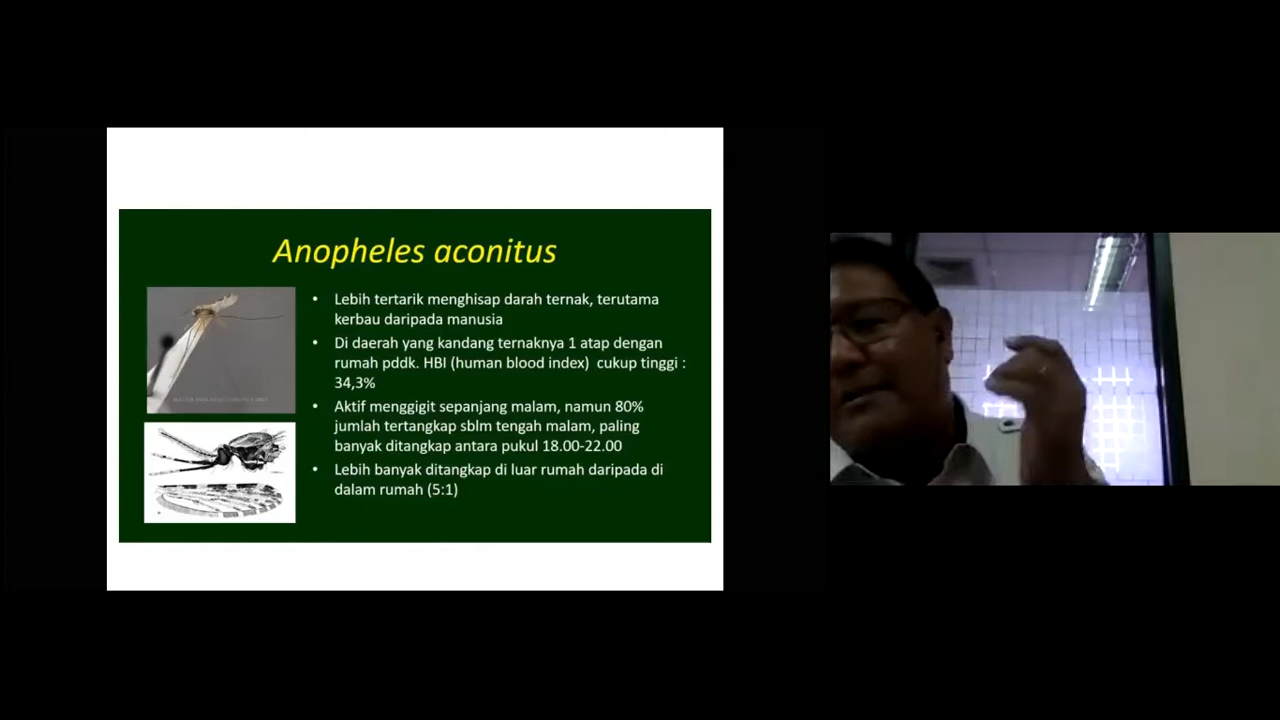 Anopheles aconitus
• Lebih tertarik menghisap darah ternak, terutama
kerbau daripada manusia
• Di daerah yang kandang ternaknya 1 atap dengan
rumah pddk. HBI (human blood index) cukup tinggi :
34,3%
• Aktif menggigit sepanjang malam, namun 80%
jumlah tertangkap sblm tengah malam, paling
banyak ditangkap antara pukul 18.00-22.00
• Lebih banyak ditangkap di luar rumah daripada di
dalam rumah (5:1)